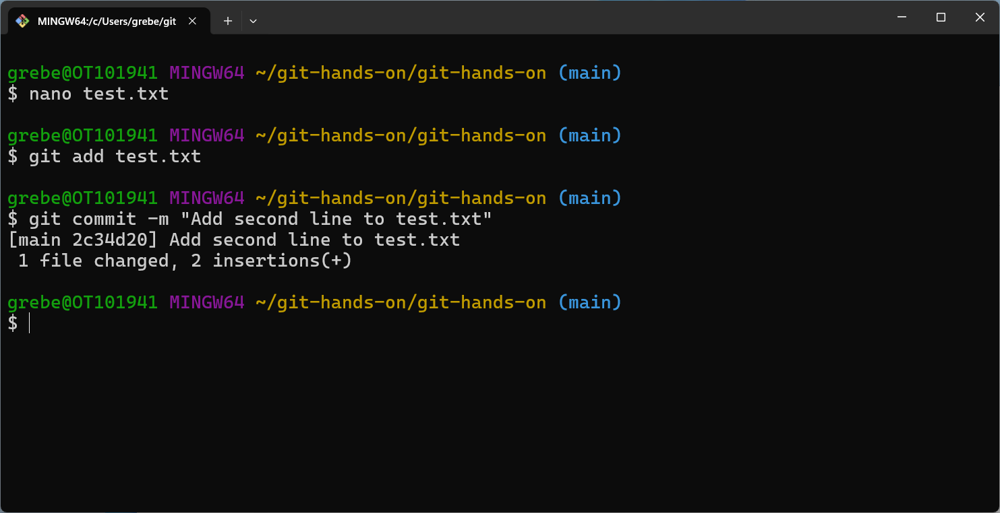 MINGW64:/c/Users/grebe/git
grebe@OT101941 MINGW64 ~/git-hands-on/git-hands-on (main)
$ nano test.txt
grebe@OT101941 MINGW64 ~/git-hands-on/git-hands-on (main)
$ git add test.txt
grebe@OT101941 MINGW64 ~/git-hands-on/git-hands-on (main)
$ git commit -m "Add second line to test.txt"
[main 2c34d20] Add second line to test.txt
1 file changed, 2 insertions(+)
grebe@OT101941 MINGW64 ~/git-hands-on/git-hands-on (main)
$